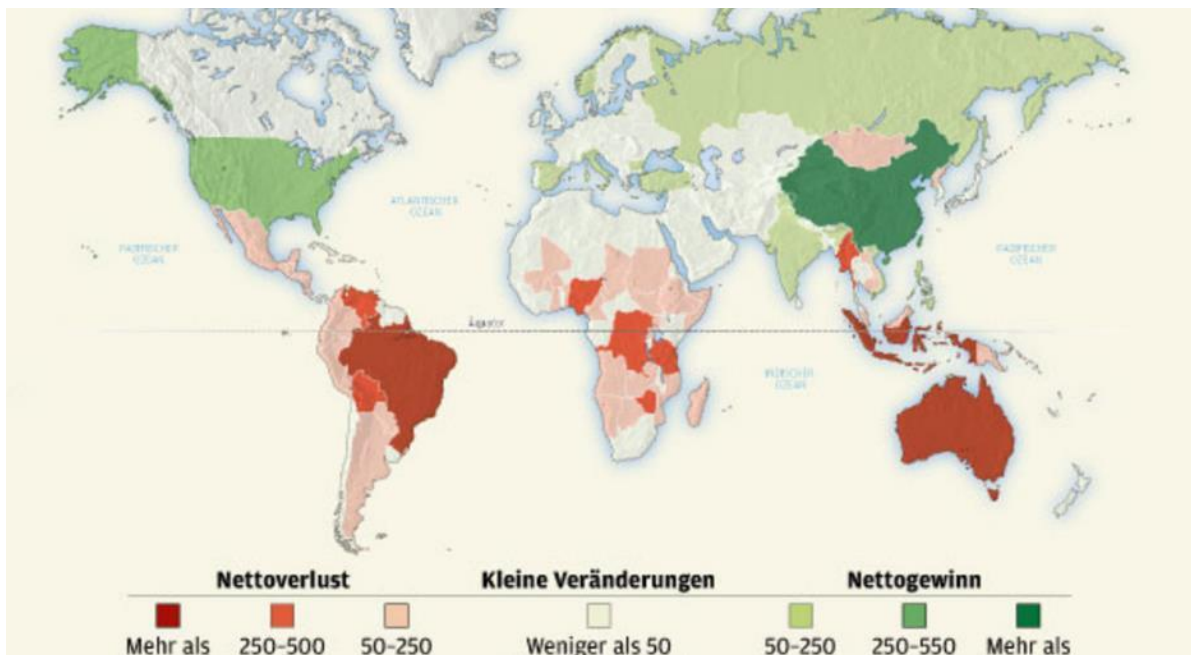 ATLANTISCHER
OZEAN
PAZIFISCHER
OZEAN
PAZIFISCHER
OZEAN
Äquator
INDISCHER
OZEAN
Nettoverlust
Kleine Veränderungen
Nettogewinn
Mehr als
250-500
50-250
Weniger als 50
50-250
250-550
Mehr als